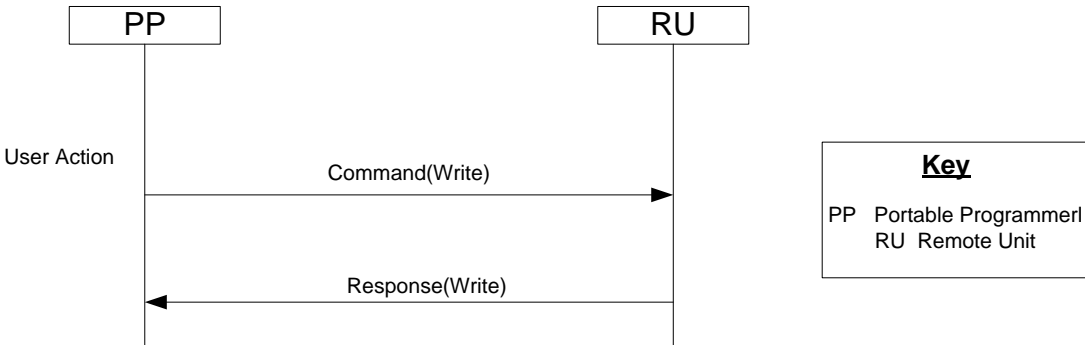 PP
RU
User Action
Command(Write)
Response(Write)
Key
PP Portable Programmerl
RU Remote Unit